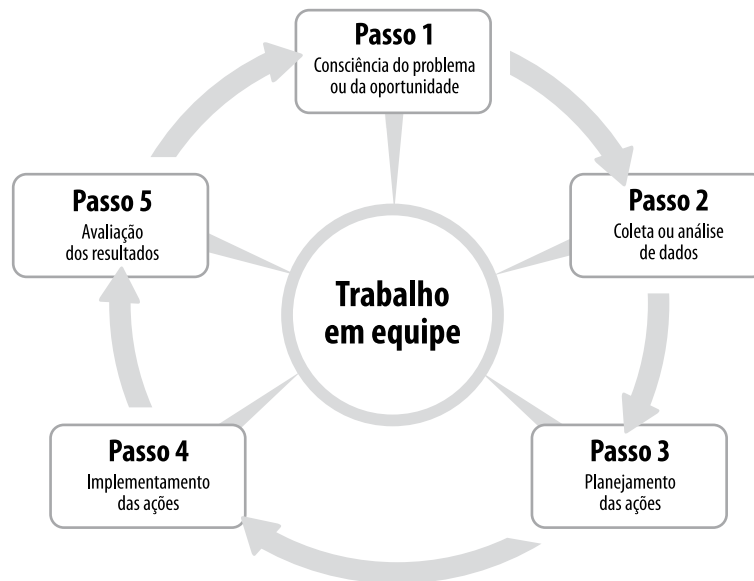 Passo 1
Consciência do problema
ou da oportunidade
Passo 2
Coleta ou análise
de dados
Passo 3
Planejamento
das ações
Passo 4
Implementamento
das ações
Passo 5
Avaliação
dos resultados
Trabalho
em equipe